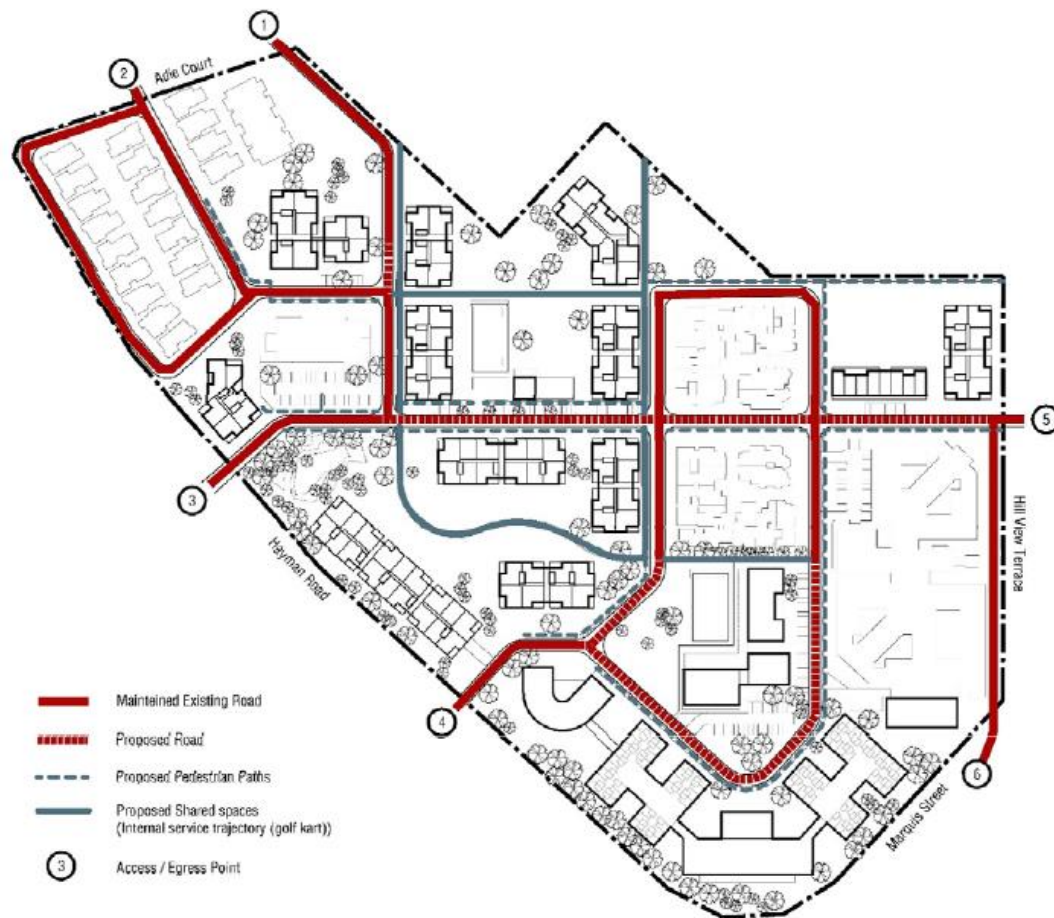 1
2
Adie Court
5
3
Hayman Road
Hill View Terrace
4
6
Marquis Street
Mainteined Existing Road
Proposed Road
Proposed Pedestrian Paths
Proposed Shared spaces
(Internal service trajectory (golf kart))
3
Access / Egress Point